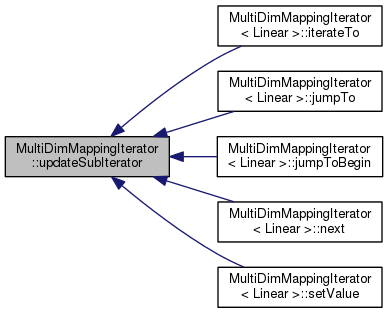 MultiDimMappingIterator
::updateSubIterator
MultiDimMappingIterator
< Linear >::iterateTo
MultiDimMappingIterator
< Linear >::jumpTo
MultiDimMappingIterator
< Linear >::jumpToBegin
MultiDimMappingIterator
< Linear >::next
MultiDimMappingIterator
< Linear >::setValue